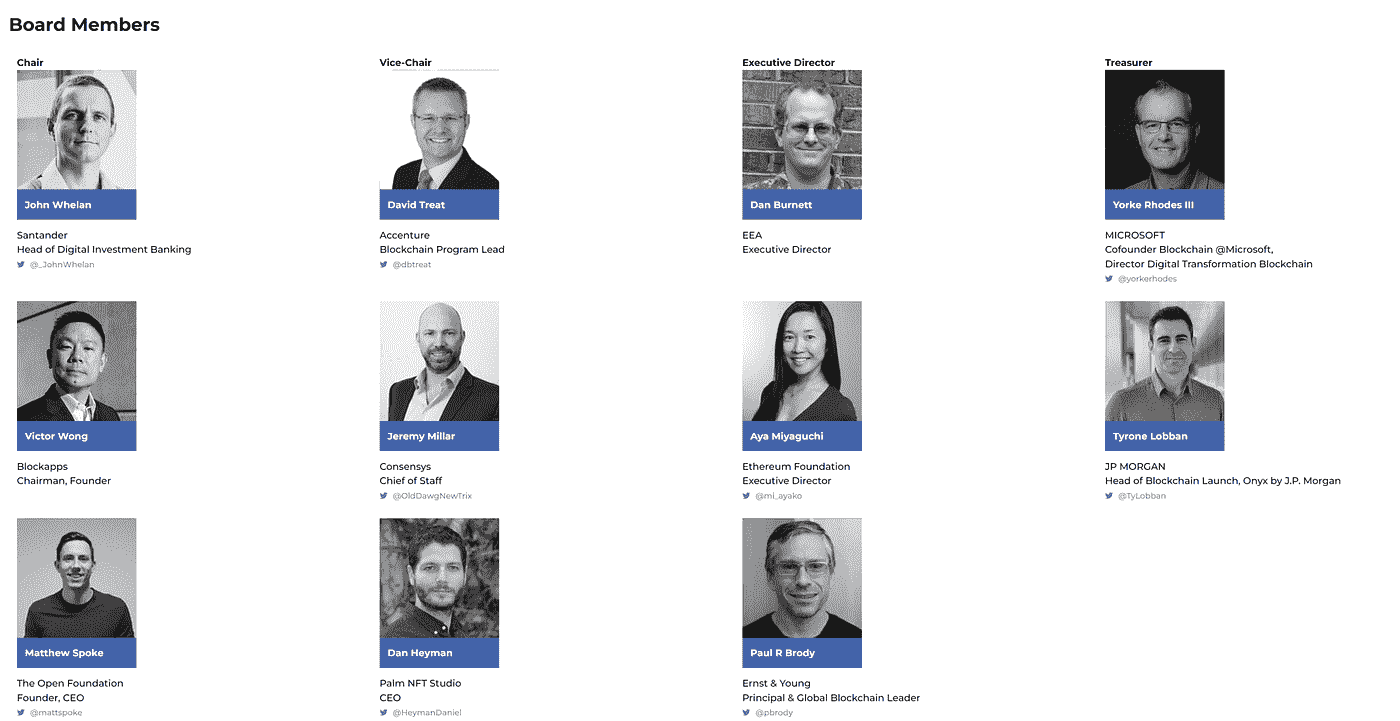 Board Members
Chair
John Whelan
Santander
Head of Digital Investment Banking
@_JohnWhelan
Vice-Chair
David Treat
Accenture
Blockchain Program Lead
@dbtreat
Executive Director
Dan Burnett
EEA
Executive Director
Treasurer
Yorke Rhodes III
MICROSOFT
Cofounder Blockchain @Microsoft,
Director Digital Transformation Blockchain
@yorkerhodes
Victor Wong
Blockapps
Chairman, Founder
Jeremy Millar
Consensys
Chief of Staff
@OldDawgNewTrix
Aya Miyaguchi
Ethereum Foundation
Executive Director
@mi_ayako
Tyrone Lobban
JP MORGAN
Head of Blockchain Launch, Onyx by J.P. Morgan
@TyLobban
Matthew Spoke
The Open Foundation
Founder, CEO
@mattspoke
Dan Heyman
Palm NFT Studio
CEO
@HeymanDaniel
Paul R Brody
Ernst & Young
Principal & Global Blockchain Leader
@pbrody